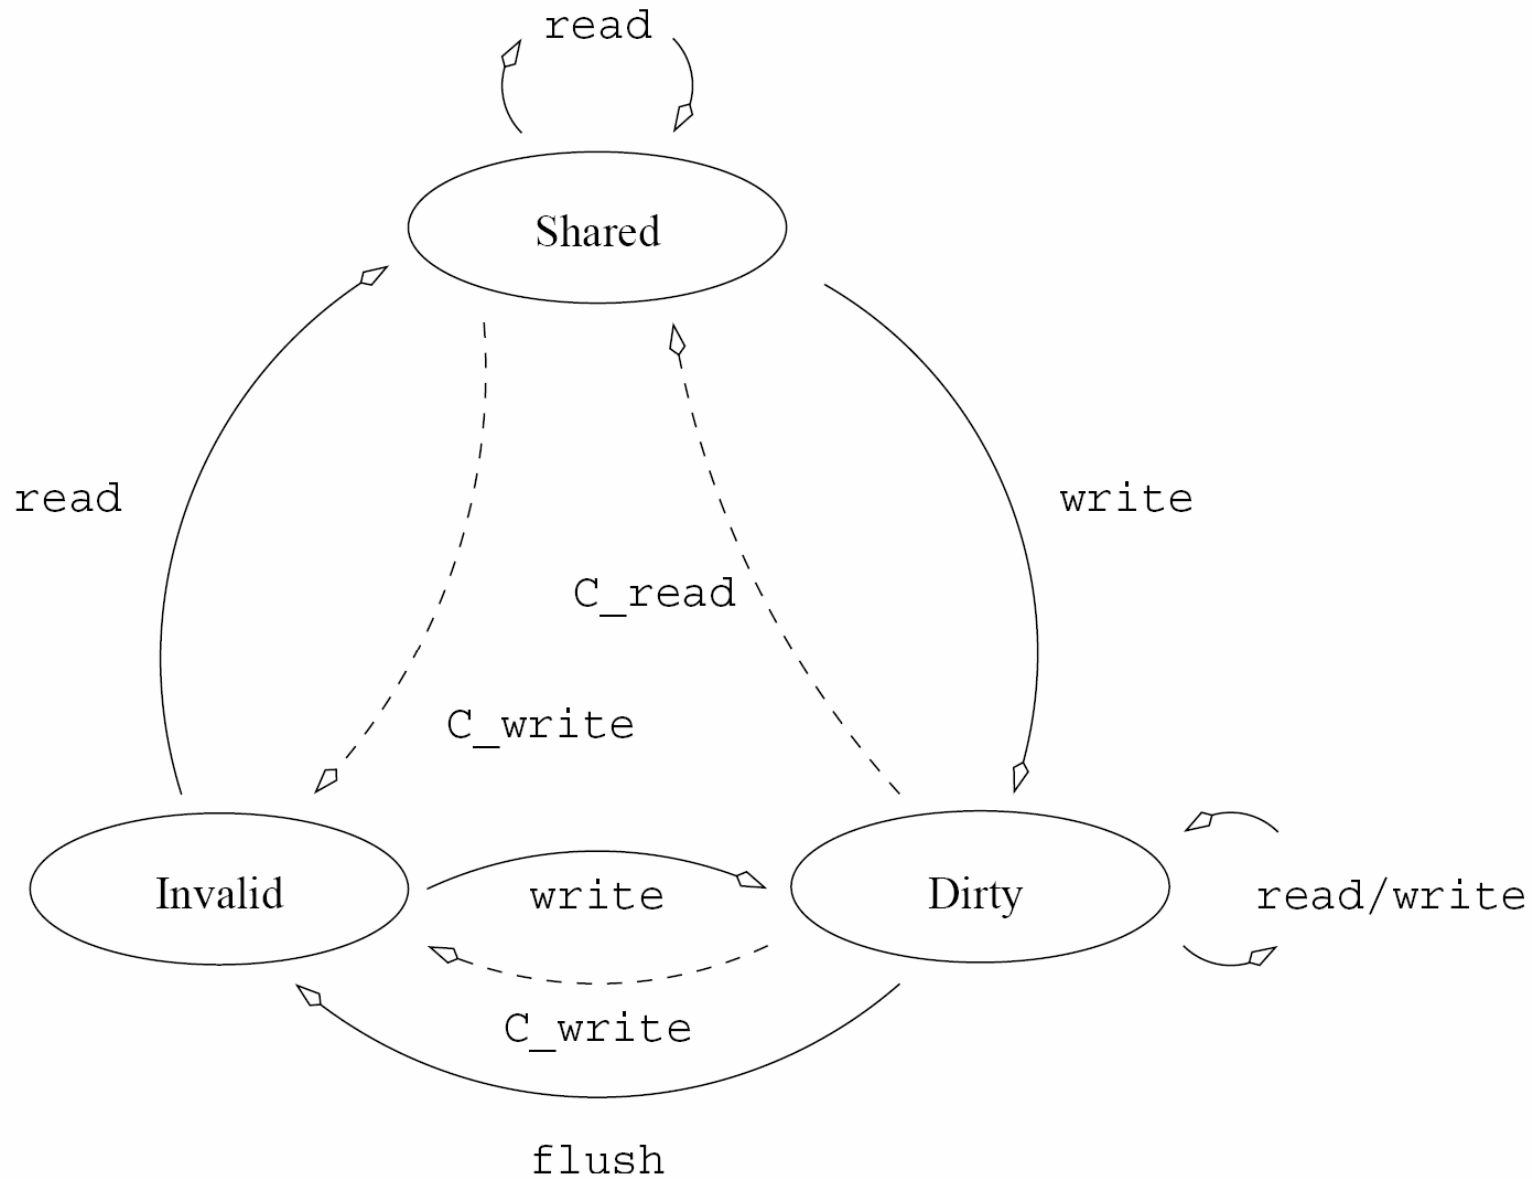 read
Shared
read
write
C_read
C_write
Invalid
write
Dirty
read/write
C_write
flush